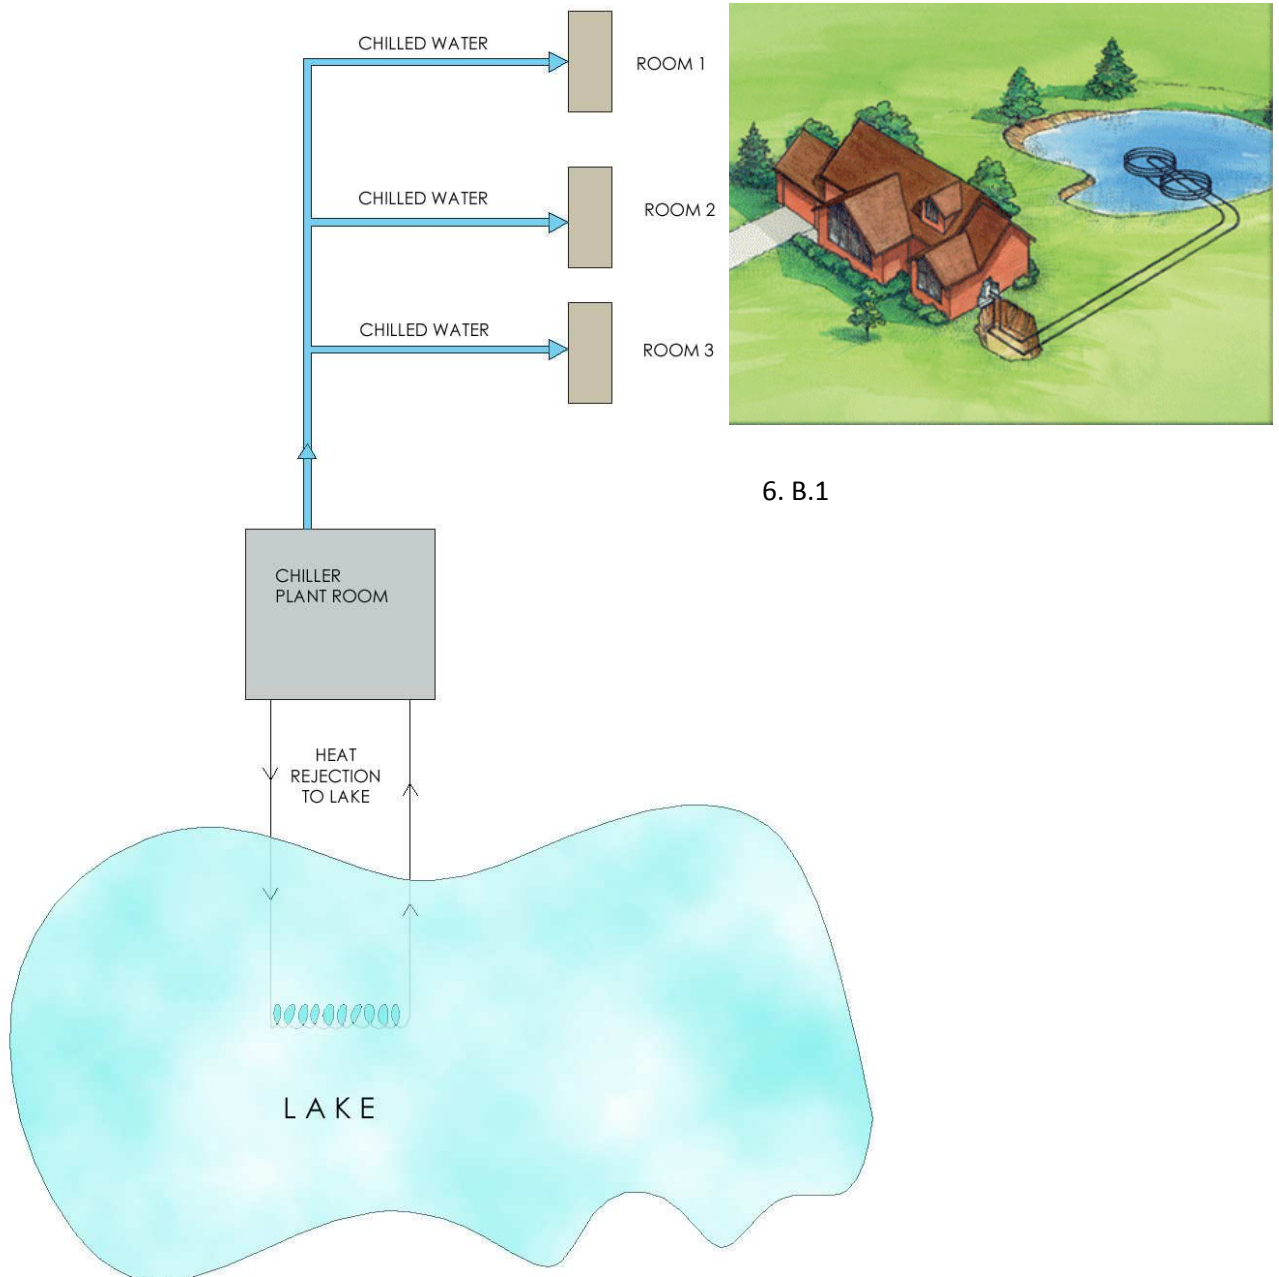 CHILLED WATER
ROOM 1
CHILLED WATER
ROOM 2
CHILLED WATER
ROOM 3
6. B.1
CHILLER
PLANT ROOM
HEAT
REJECTION
TO LAKE
LAKE